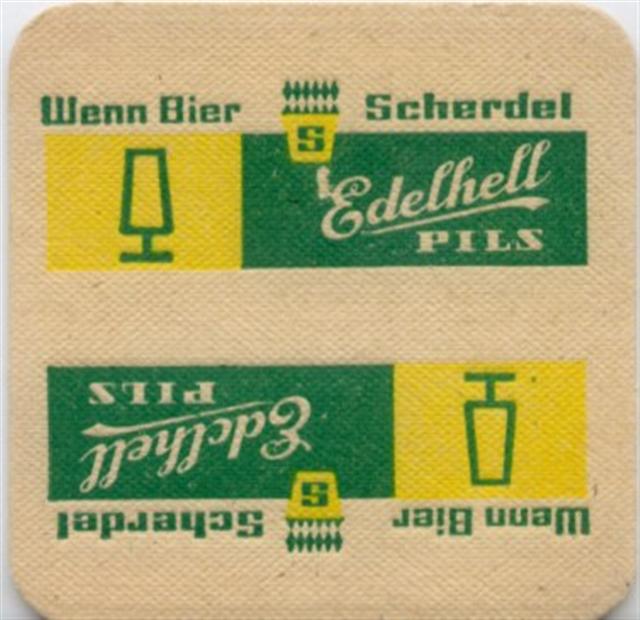 Wenn Bier Scherdel
S
Edelhell
PILS
PILS
Edelhell
S
Wenn Bier Scherdel